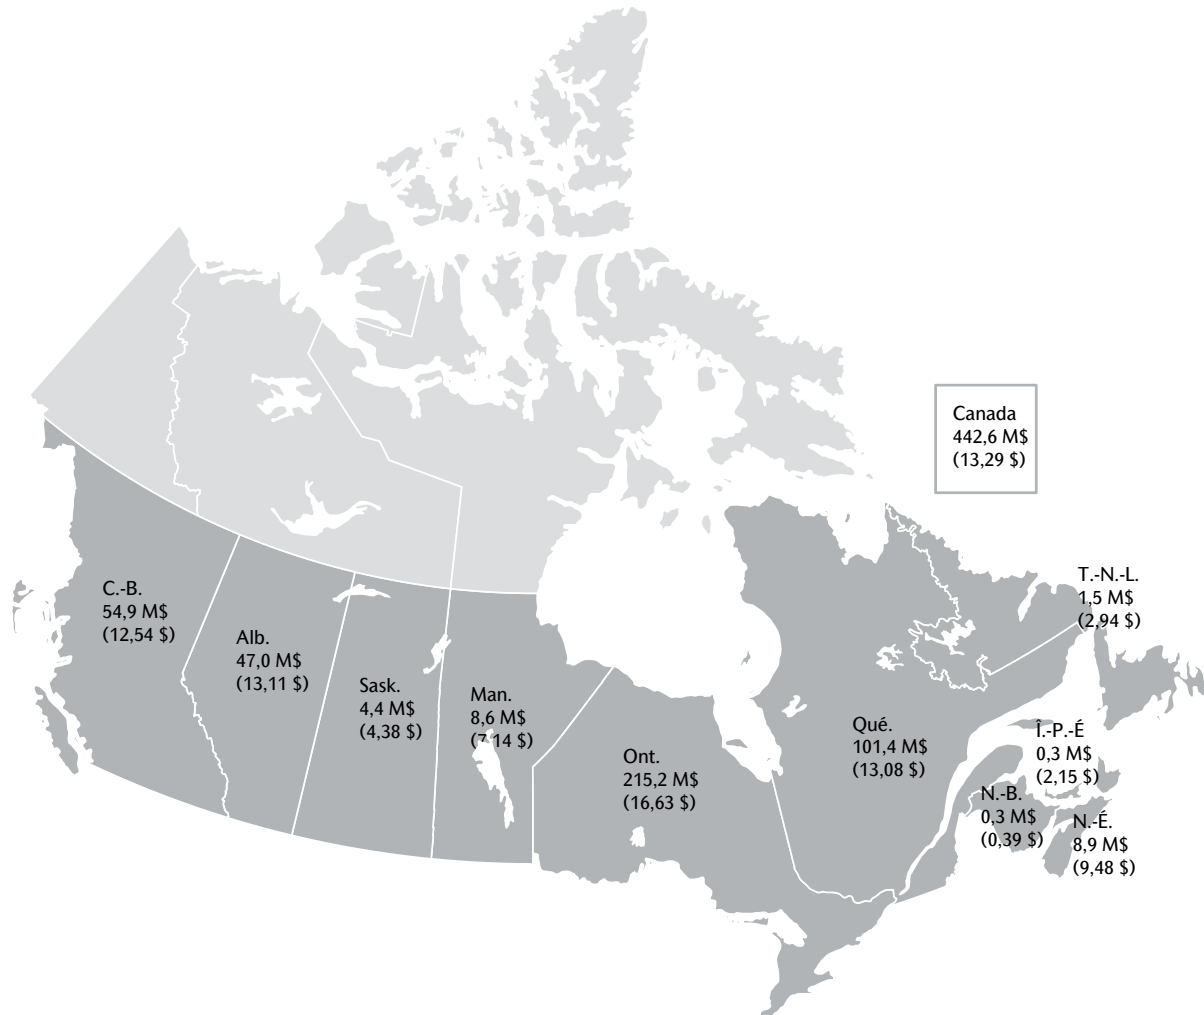 Canada
442,6 M$
(13,29 $)
C.-B.
54,9 M$
(12,54 $)
Alb.
47,0 M$
(13,11 $)
Sask.
4,4 M$
(4,38 $)
Man.
8,6 M$
(7,14 $)
Ont.
215,2 M$
(16,63 $)
Qué.
101,4 M$
(13,08 $)
T.-N.-L.
1,5 M$
(2,94 $)
Î.-P.-É
0,3 M$
(2,15 $)
N.-B.
0,3 M$
(0,39 $)
N.-É.
8,9 M$
(9,48 $)